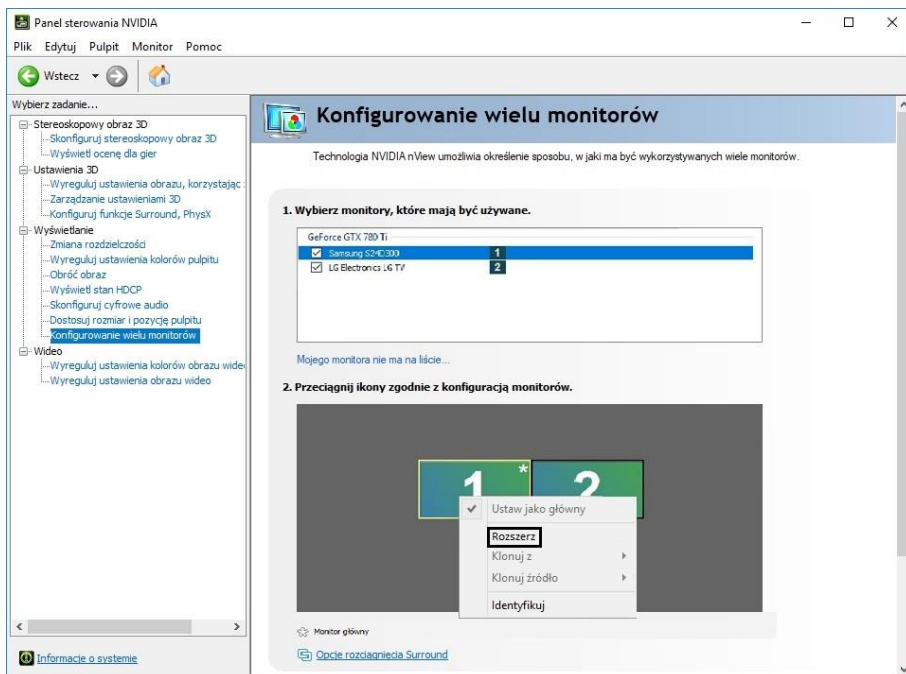 Panel sterowania NVIDIA
Plik Edytuj Pulpit Monitor Pomoc
Wstecz
Wybierz zadanie...
Stereoskopowy obraz 3D
Skonfiguruj stereoskopowy obraz 3D
Wyświetl ocenę dla gier
Ustawienia 3D
Wyreguluj ustawienia obrazu, korzystając
Zarządzanie ustawieniami 3D
Konfiguruj funkcje Surround, PhysX
Wyświetlanie
Zmiana rozdzielczości
Wyreguluj ustawienia kolorów pulpitu
Obróć obraz
Wyświetl stan HDCP
Skonfiguruj cyfrowe audio
Dostosuj rozmiar i pozycję pulpitu
Konfigurowanie wielu monitorów
Wideo
Wyreguluj ustawienia kolorów obrazu wide
Wyreguluj ustawienia obrazu wideo
Informacje o systemie
Konfigurowanie wielu monitorów
Technologia NVIDIA nView umożliwia określenie sposobu, w jaki ma być wykorzystywanych wiele monitorów.
1. Wybierz monitory, które mają być używane.
GeForce GTX 780 Ti
Samsung S24D300 1
LG Electronics LG TV 2
Mojego monitora nie ma na liście...
2. Przeciągnij ikony zgodnie z konfiguracją monitorów.
1 * 2
Ustaw jako główny
Rozszerz
Klonuj z
Klonuj źródło
Identyfikuj
Monitor główny
Opcje rozciągnięcia Surround